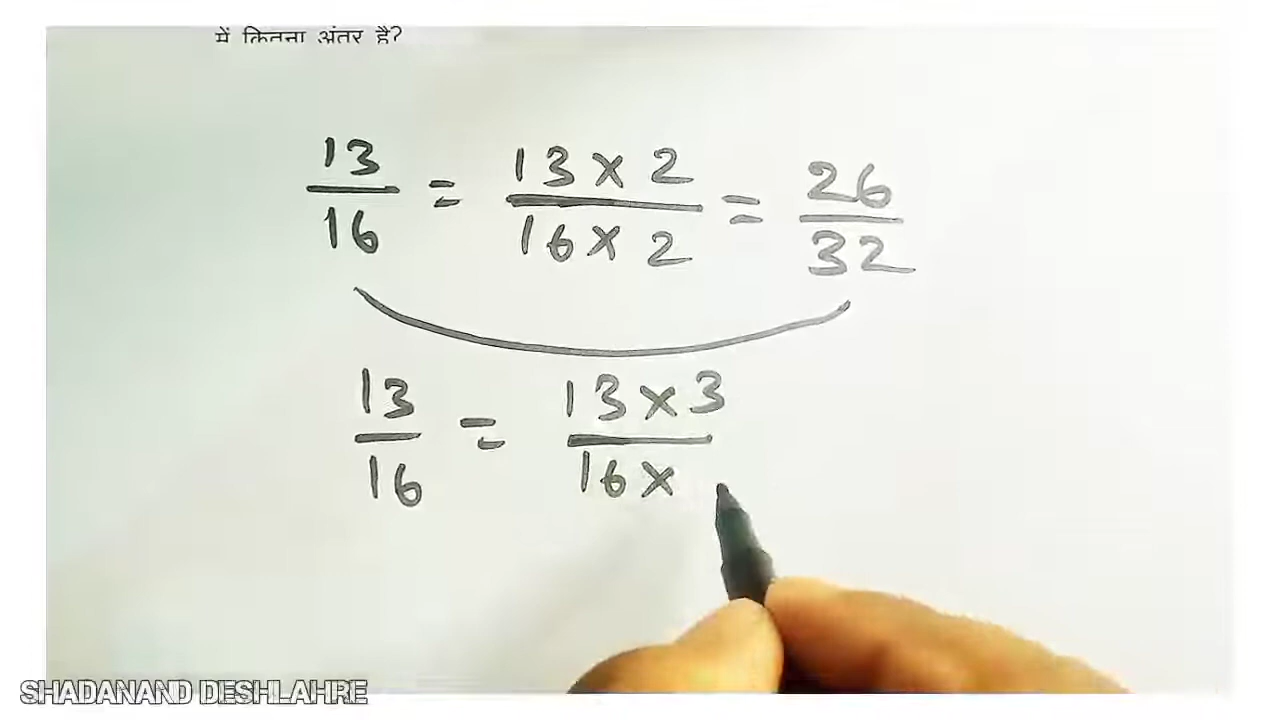 में कितना अंतर है?
13/16 = 13 × 2/16 × 2 = 26/32
13/16 = 13 × 3/16 ×
SHADANAND DESHLAHRE